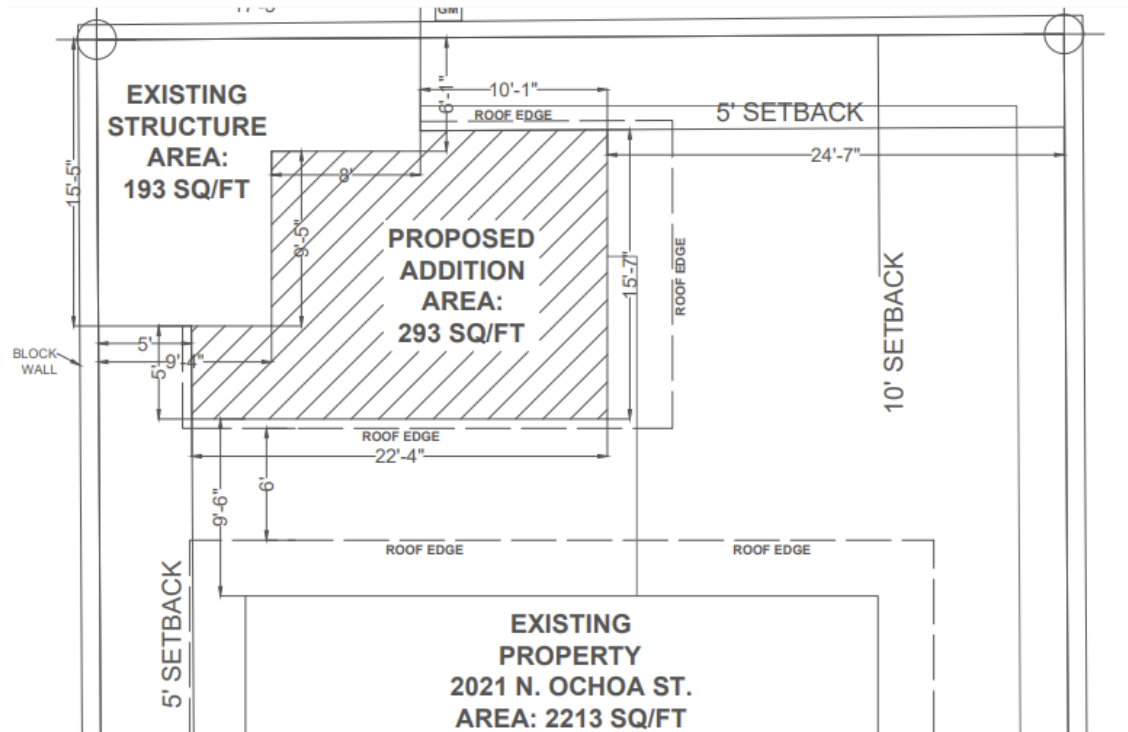 GM
EXISTING
STRUCTURE
AREA:
193 SQ/FT
15'-5"
6'-1"
10'-1"
ROOF EDGE
5' SETBACK
24'-7"
8'
9'-5"
PROPOSED
ADDITION
AREA:
293 SQ/FT
15'-7"
ROOF EDGE
10' SETBACK
BLOCK
WALL
5'
9'-4"
5'
ROOF EDGE
22'-4"
9'-6"
6'
ROOF EDGE
ROOF EDGE
5' SETBACK
EXISTING
PROPERTY
2021 N. OCHOA ST.
AREA: 2213 SQ/FT